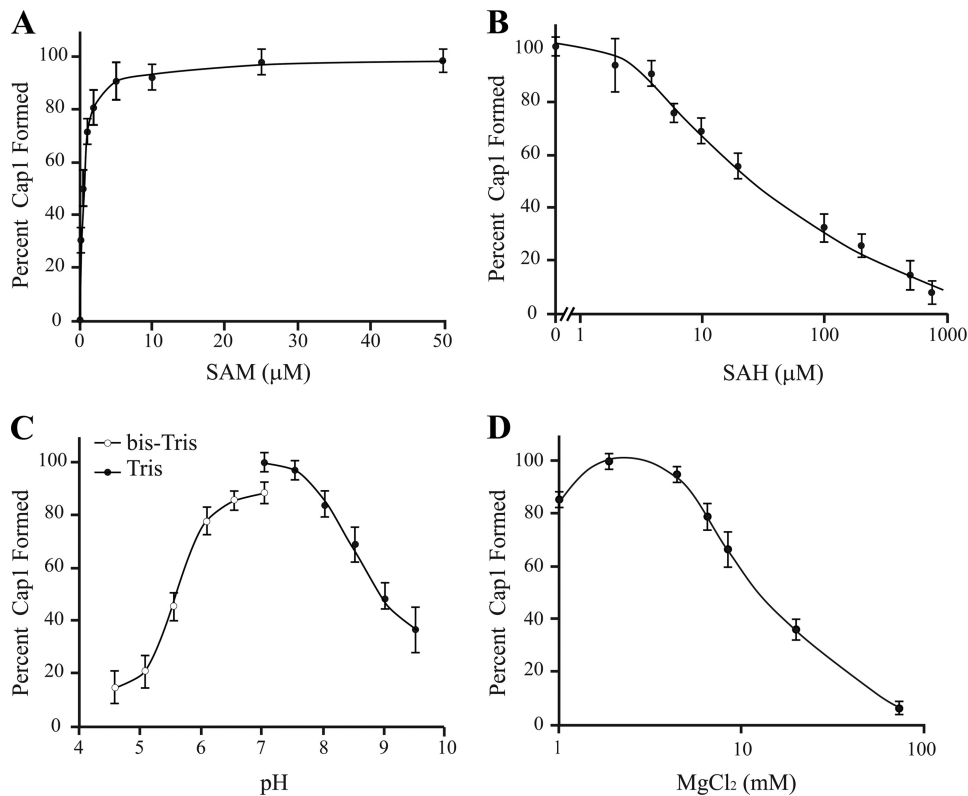 A
Percent Cap1 Formed
100
80
60
40
20
0
0 10 20 30 40 50
SAM (μM)
B
Percent Cap1 Formed
100
80
60
40
20
0
0 1 10 100 1000
SAH (μM)
C
bis-Tris
Tris
Percent Cap1 Formed
100
80
60
40
20
0
4 5 6 7 8 9 10
pH
D
Percent Cap1 Formed
100
80
60
40
20
0
1 10 100
MgCl₂ (mM)